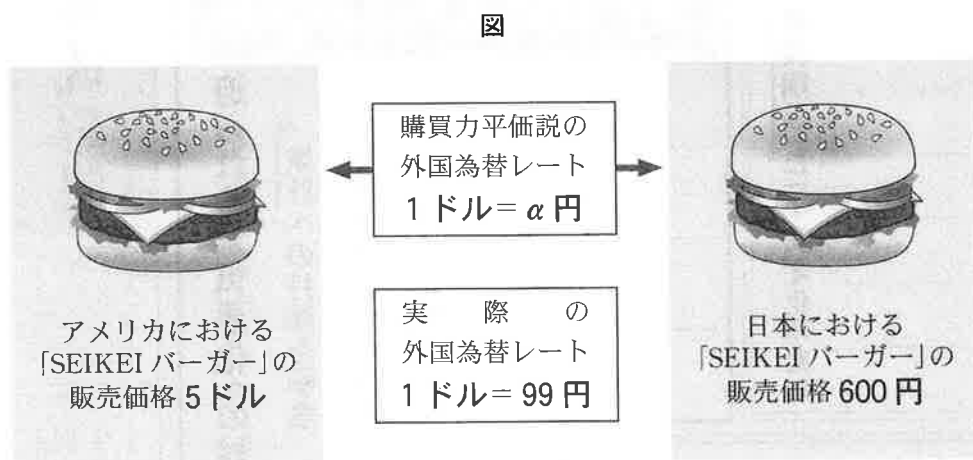 図
購買力平価説の
外国為替レート
1ドル=α円
実際の
外国為替レート
1ドル=99円
アメリカにおける
「SEIKEIバーガー」の
販売価格5ドル
日本における
「SEIKEIバーガー」の
販売価格600円